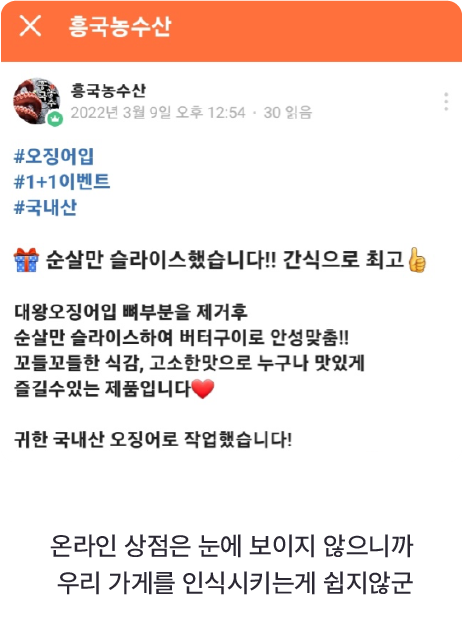 흥국농수산
흥국농수산
2022년 3월 9일 오후 12:54 · 30 읽음
#오징어입
#1+1이벤트
#국내산
🎁 순살만 슬라이스했습니다!! 간식으로 최고👍
대왕오징어입 뼈부분을 제거후
순살만 슬라이스하여 버터구이로 안성맞춤!!
꼬들꼬들한 식감, 고소한맛으로 누구나 맛있게
즐길수있는 제품입니다❤️
귀한 국내산 오징어로 작업했습니다!
온라인 상점은 눈에 보이지 않으니까
우리 가게를 인식시키는게 쉽지않군